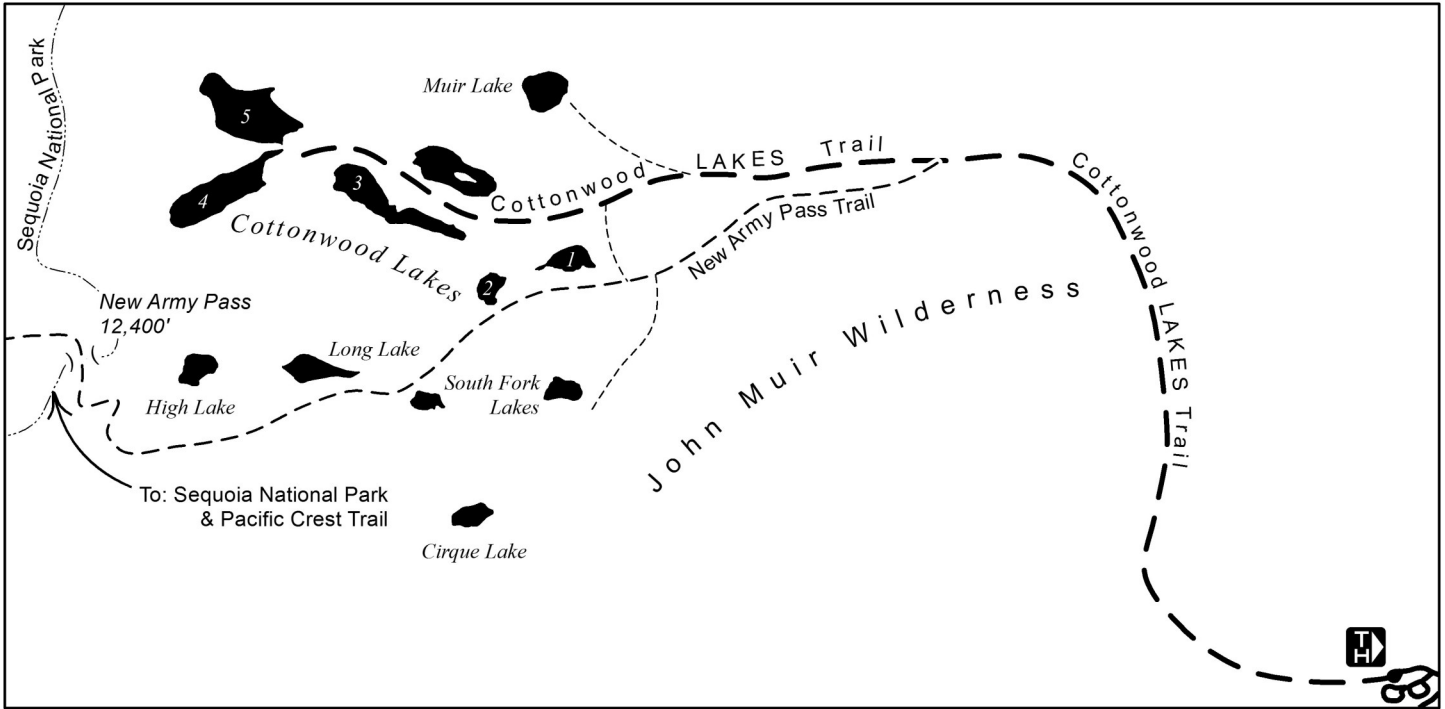 Sequoia National Park
5
Muir Lake
Cottonwood LAKES Trail
Cottonwood LAKES Trail
3
4
Cottonwood Lakes
New Army Pass Trail
1
2
New Army Pass
12,400'
John Muir Wilderness
Long Lake
High Lake
South Fork
Lakes
To: Sequoia National Park
& Pacific Crest Trail
Cirque Lake
TH